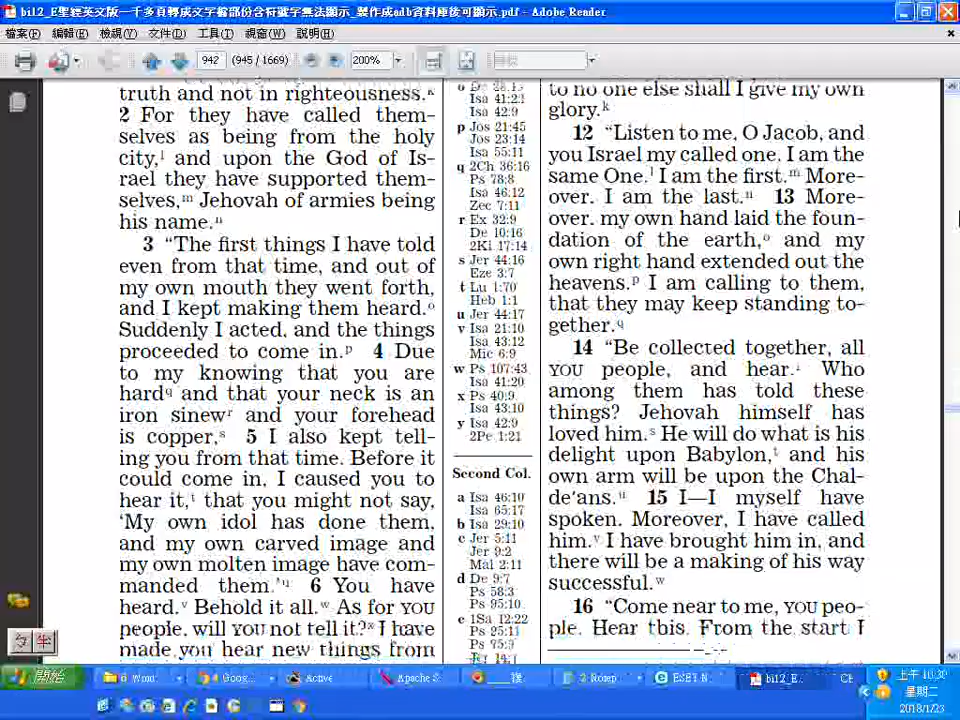 bi12_E聖經英文版一千多頁轉成文字檔部份含符號字無法顯示_製作成adb資料庫後可顯示.pdf - Adobe Reader
檔案(F) 編輯(E) 檢視(V) 文件(D) 工具(T) 視窗(W) 說明(H)
942 (945 / 1669) 200%
truth and not in righteousness.k
2 For they have called them-
selves as being from the holy
city,l and upon the God of Is-
rael they have supported them-
selves,m Jehovah of armies being
his name.n
3 “The first things I have told
even from that time, and out of
my own mouth they went forth,
and I kept making them heard.o
Suddenly I acted, and the things
proceeded to come in.p 4 Due
to my knowing that you are
hardq and that your neck is an
iron sinewr and your forehead
is copper,s 5 I also kept tell-
ing you from that time. Before it
could come in, I caused you to
hear it,t that you might not say,
‘My own idol has done them,
and my own carved image and
my own molten image have com-
manded them.’u 6 You have
heard.v Behold it all.w As for YOU
people, will YOU not tell it?x I have
made you hear new things from
Isa 41:21
Isa 42:9
p Jos 21:45
Jos 23:14
Isa 55:11
q 2Ch 36:16
Ps 78:8
Isa 46:12
Zec 7:11
r Ex 32:9
De 10:16
2Ki 17:14
s Jer 44:16
Eze 3:7
t Lu 1:70
Heb 1:1
u Jer 44:17
v Isa 21:10
Isa 43:12
Mic 6:9
w Ps 107:43
Isa 41:20
x Ps 40:9
Isa 43:10
y Isa 42:9
2Pe 1:21
Second Col.
a Isa 46:10
Isa 65:17
b Isa 29:10
c Jer 5:11
Jer 9:2
Mal 2:11
d De 9:7
Ps 58:3
Ps 95:10
e 1Sa 12:22
Ps 25:11
Ps 75:9
to no one else shall I give my own
glory.k
12 “Listen to me, O Jacob, and
you Israel my called one. I am the
same One.l I am the first.m More-
over, I am the last.n 13 More-
over, my own hand laid the foun-
dation of the earth,o and my
own right hand extended out the
heavens.p I am calling to them,
that they may keep standing to-
gether.q
14 “Be collected together, all
YOU people, and hear.r Who
among them has told these
things? Jehovah himself has
loved him.s He will do what is his
delight upon Babylon,t and his
own arm will be upon the Chal-
de′ans.u 15 I—I myself have
spoken. Moreover, I have called
him.v I have brought him in, and
there will be a making of his way
successful.w
16 “Come near to me, YOU peo-
ple. Hear this. From the start I
開始 6 Wind... 4 Goog... Active Apache S 2 Notep... bi12_E... CH
上午 10:30
星期二
2018/1/23